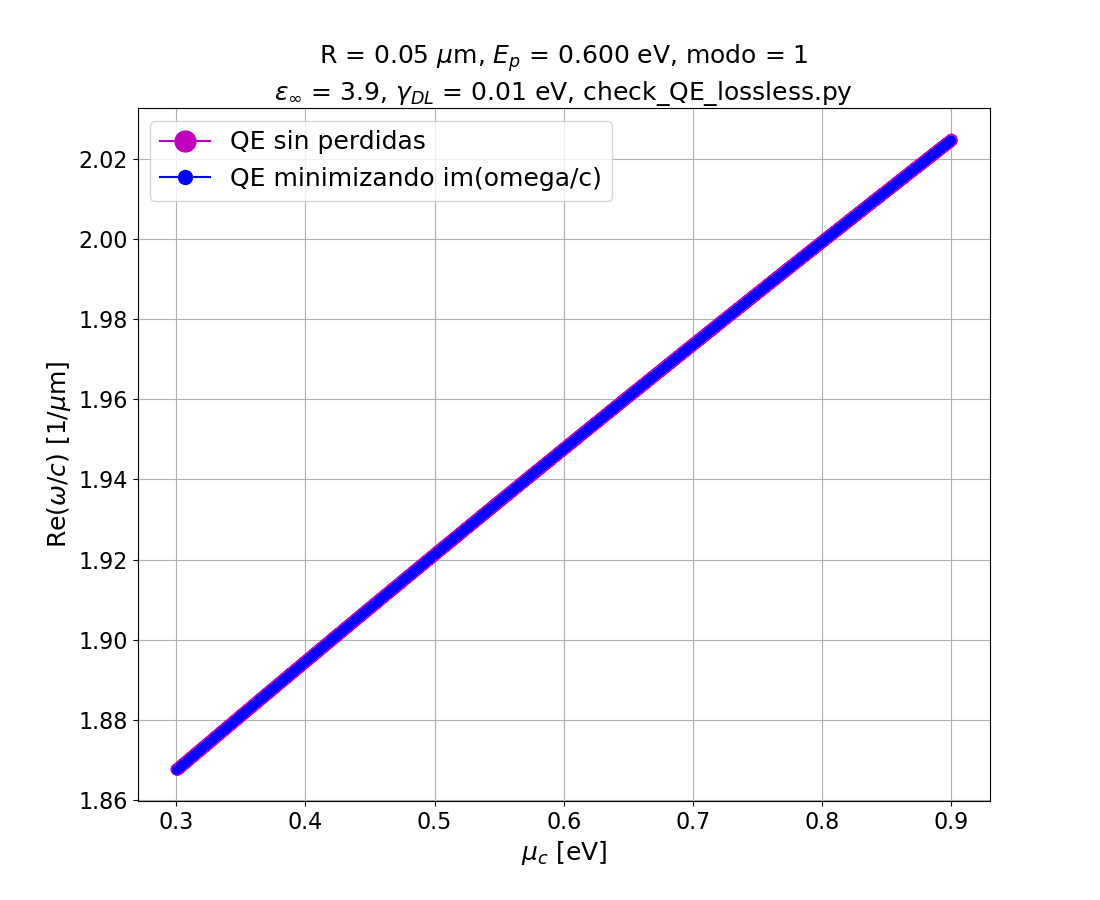 R = 0.05 μm, E_p = 0.600 eV, modo = 1
ε_∞ = 3.9, γ_DL = 0.01 eV, check_QE_lossless.py
QE sin perdidas
QE minimizando im(omega/c)
2.02
2.00
1.98
1.96
1.94
1.92
1.90
1.88
1.86
Re(ω/c) [1/μm]
0.3 0.4 0.5 0.6 0.7 0.8 0.9
μ_c [eV]